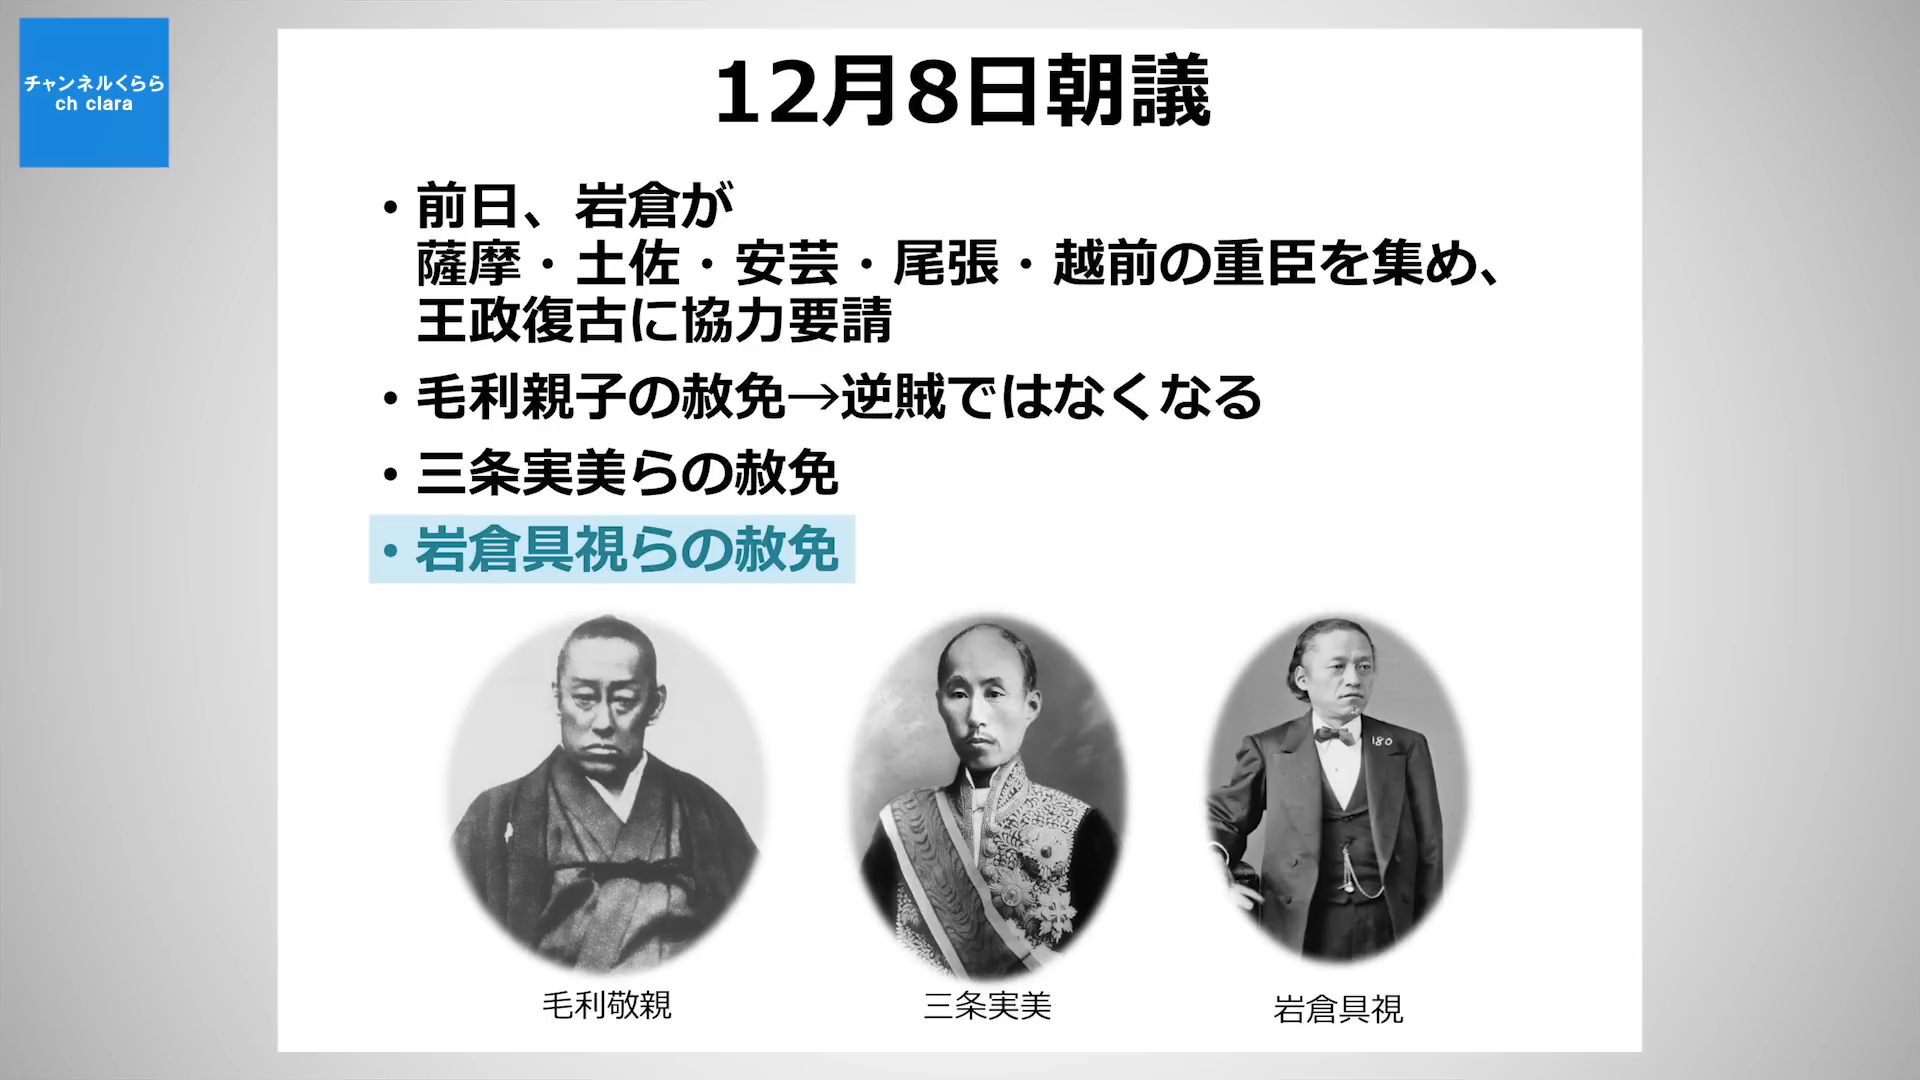 チャンネルくらら
ch clara
12月8日朝議
・前日、岩倉が
薩摩・土佐・安芸・尾張・越前の重臣を集め、
王政復古に協力要請
・毛利親子の赦免→逆賊ではなくなる
・三条実美らの赦免
・岩倉具視らの赦免
180
毛利敬親
三条実美
岩倉具視